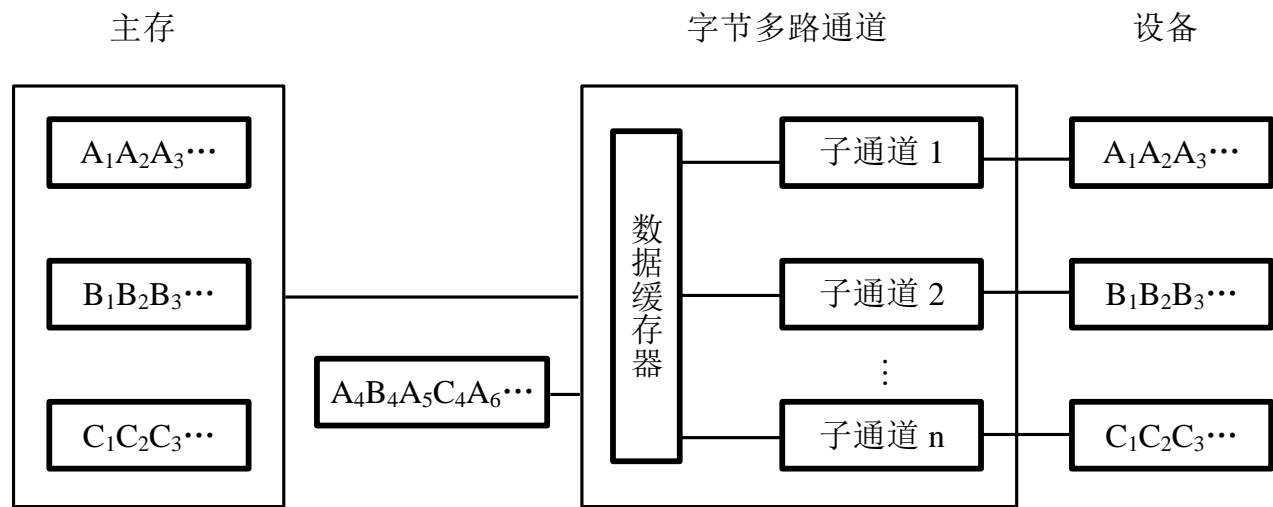 主存
字节多路通道
设备
A₁A₂A₃···
子通道 1
A₁A₂A₃···
数据缓存器
B₁B₂B₃···
子通道 2
B₁B₂B₃···
⋮
A₄B₄A₅C₄A₆···
C₁C₂C₃···
子通道 n
C₁C₂C₃···